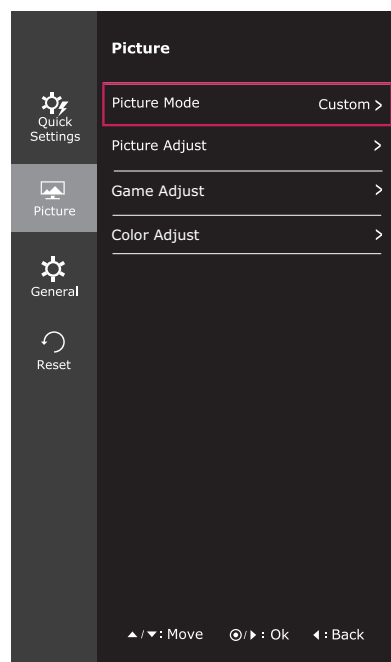 Quick
Settings
Picture
General
Reset
Picture
Picture Mode Custom >
Picture Adjust >
Game Adjust >
Color Adjust >
▲/▼: Move ◉/▶: Ok ◀: Back